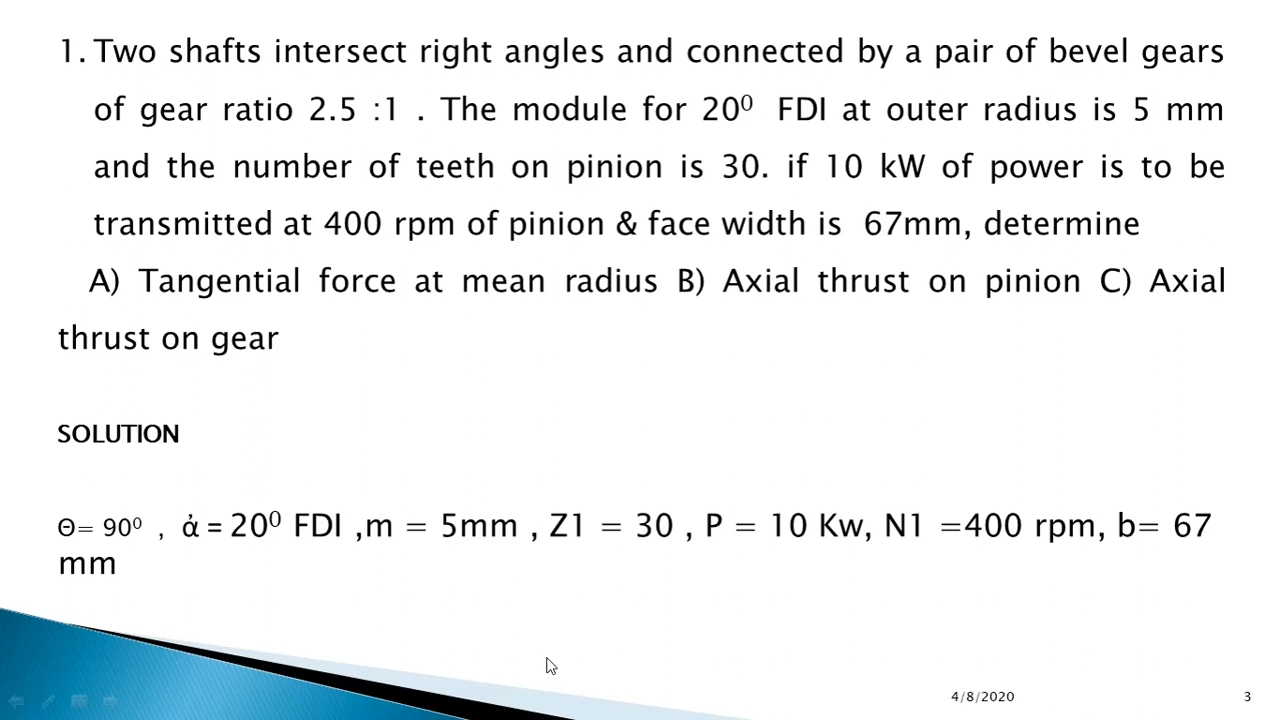 1. Two shafts intersect right angles and connected by a pair of bevel gears
of gear ratio 2.5 :1 . The module for 20⁰ FDI at outer radius is 5 mm
and the number of teeth on pinion is 30. if 10 kW of power is to be
transmitted at 400 rpm of pinion & face width is 67mm, determine
A) Tangential force at mean radius B) Axial thrust on pinion C) Axial
thrust on gear
SOLUTION
Θ= 90⁰ , ἀ = 20⁰ FDI ,m = 5mm , Z1 = 30 , P = 10 Kw, N1 =400 rpm, b= 67
mm
4/8/2020 3